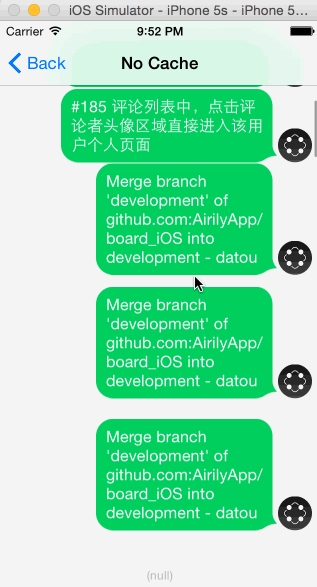 iOS Simulator - iPhone 5s - iPhone 5...
Carrier 9:52 PM
Back No Cache
#185 评论列表中，点击评
论者头像区域直接进入该用
户个人页面
Merge branch
'development' of
github.com:AirilyApp/
board_iOS into
development - datou
Merge branch
'development' of
github.com:AirilyApp/
board_iOS into
development - datou
Merge branch
'development' of
github.com:AirilyApp/
board_iOS into
development - datou
(null)